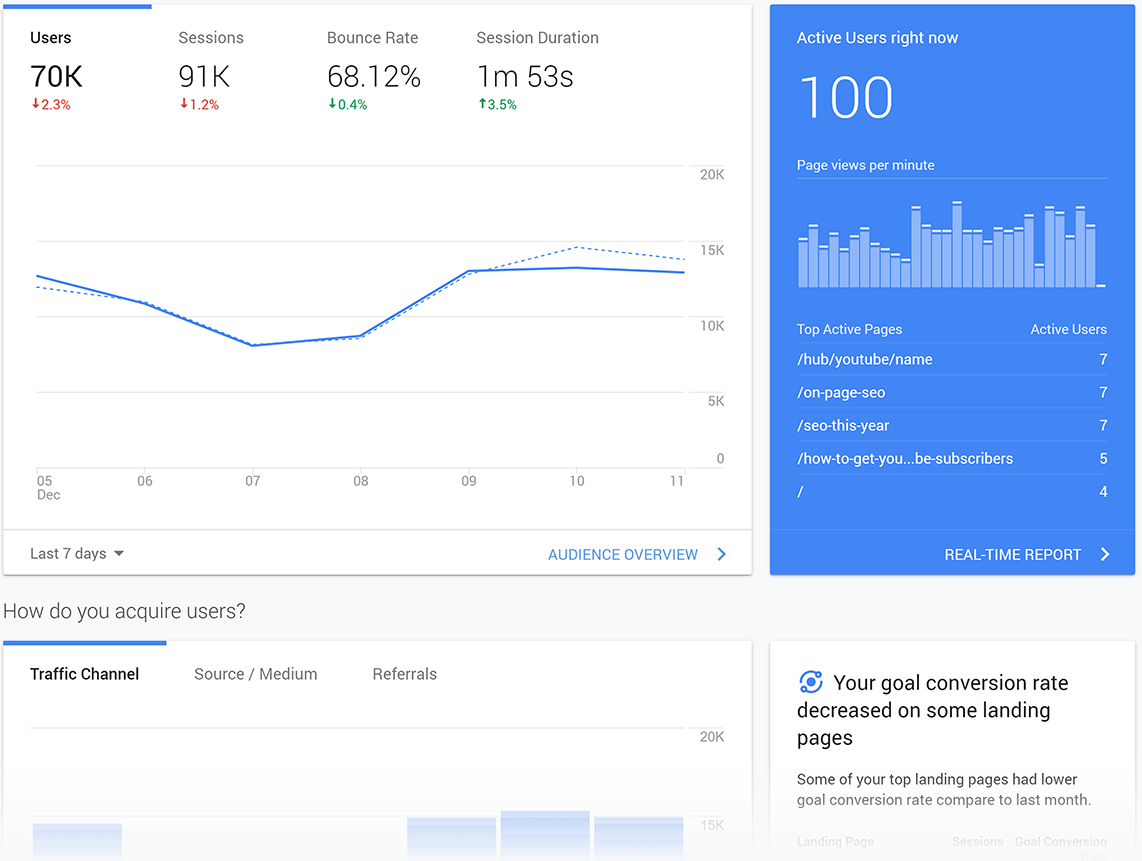 Users Sessions Bounce Rate Session Duration
70K 91K 68.12% 1m 53s
↓2.3% ↓1.2% ↓0.4% ↑3.5%
20K
15K
10K
5K
0
05 06 07 08 09 10 11
Dec
Last 7 days AUDIENCE OVERVIEW
Active Users right now
100
Page views per minute
Top Active Pages Active Users
/hub/youtube/name 7
/on-page-seo 7
/seo-this-year 7
/how-to-get-you...be-subscribers 5
/ 4
REAL-TIME REPORT
How do you acquire users?
Traffic Channel Source / Medium Referrals
20K
15K
Your goal conversion rate
decreased on some landing
pages
Some of your top landing pages had lower
goal conversion rate compare to last month.
Landing Page Sessions Goal Conversion
Rate